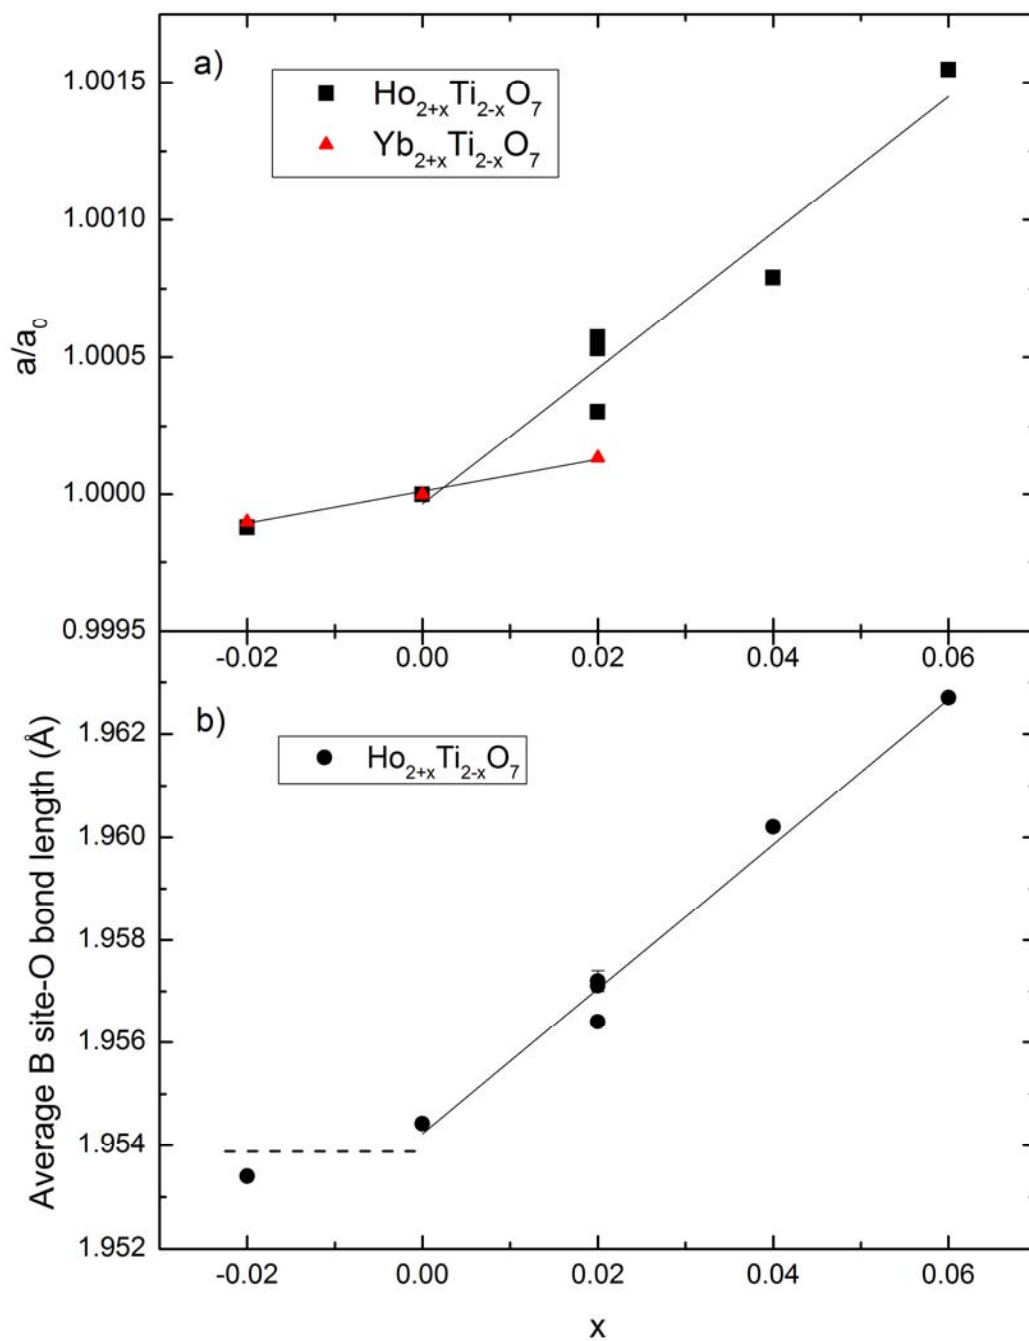 a)
Ho₂₊ₓTi₂₋ₓO₇
Yb₂₊ₓTi₂₋ₓO₇
1.0015
1.0010
1.0005
1.0000
0.9995
a/a₀
-0.02 0.00 0.02 0.04 0.06
b)
Ho₂₊ₓTi₂₋ₓO₇
1.962
1.960
1.958
1.956
1.954
1.952
Average B site-O bond length (Å)
-0.02 0.00 0.02 0.04 0.06
x